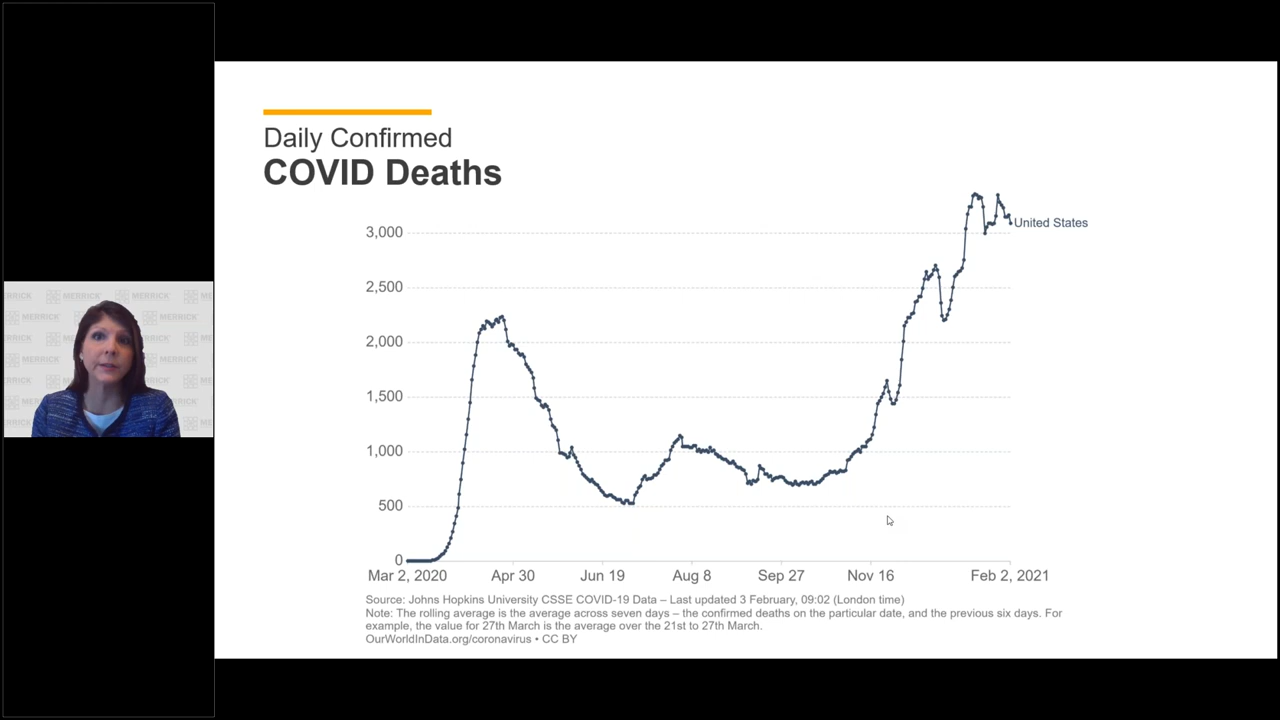 Daily Confirmed
COVID Deaths
3,000
2,500
2,000
1,500
1,000
500
0
United States
Mar 2, 2020 Apr 30 Jun 19 Aug 8 Sep 27 Nov 16 Feb 2, 2021
Source: Johns Hopkins University CSSE COVID-19 Data – Last updated 3 February, 09:02 (London time)
Note: The rolling average is the average across seven days – the confirmed deaths on the particular date, and the previous six days. For
example, the value for 27th March is the average over the 21st to 27th March.
OurWorldInData.org/coronavirus • CC BY
MERRICK
MERRICK
MERRICK
MERRICK